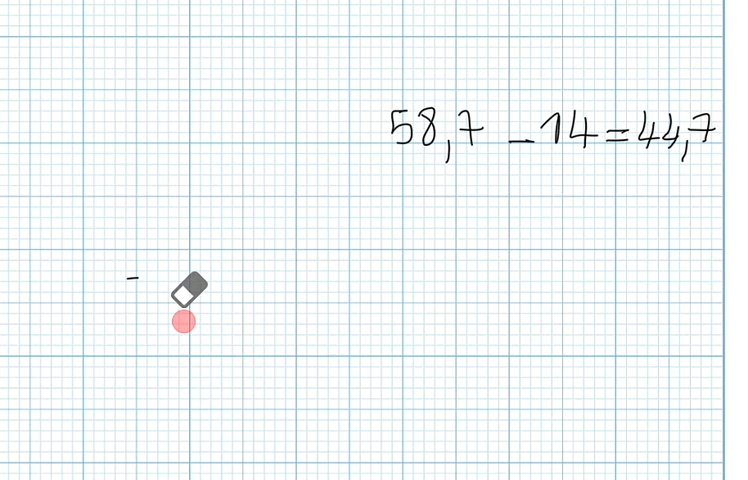 58,7 - 14 = 44,7
-